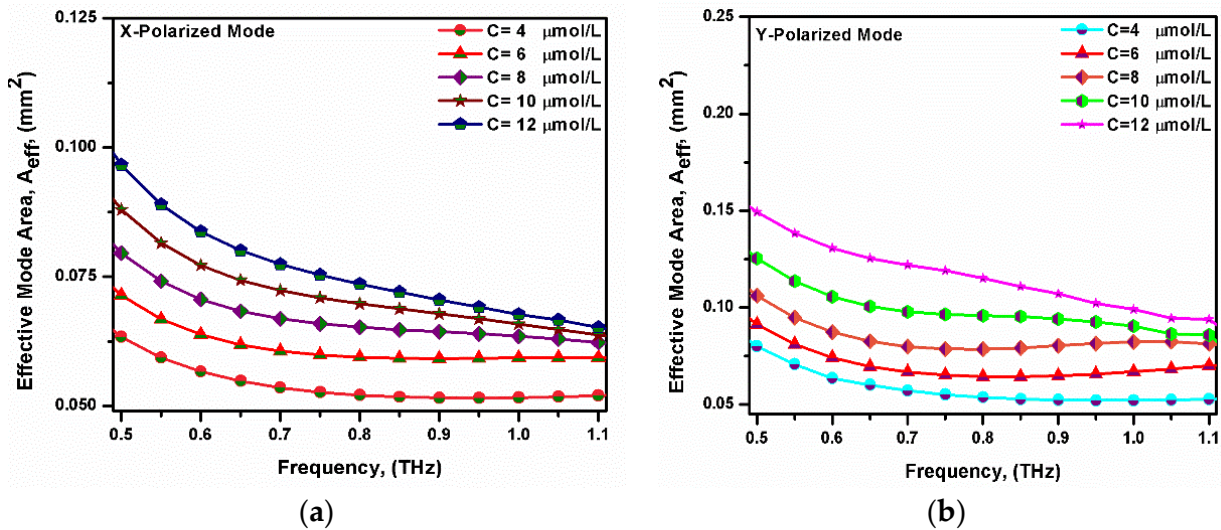 X-Polarized Mode
C= 4 μmol/L
C= 6 μmol/L
C= 8 μmol/L
C= 10 μmol/L
C= 12 μmol/L
0.125
0.100
0.075
0.050
Effective Mode Area, Aeff, (mm2)
0.5 0.6 0.7 0.8 0.9 1.0 1.1
Frequency, (THz)
(a)
Y-Polarized Mode
C=4 μmol/L
C=6 μmol/L
C=8 μmol/L
C=10 μmol/L
C=12 μmol/L
0.25
0.20
0.15
0.10
0.05
Effective Mode Area, Aeff, (mm2)
0.5 0.6 0.7 0.8 0.9 1.0 1.1
Frequency, (THz)
(b)